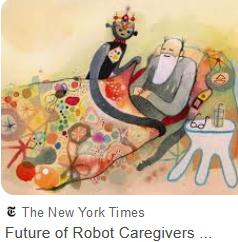 The New York Times
Future of Robot Caregivers ...